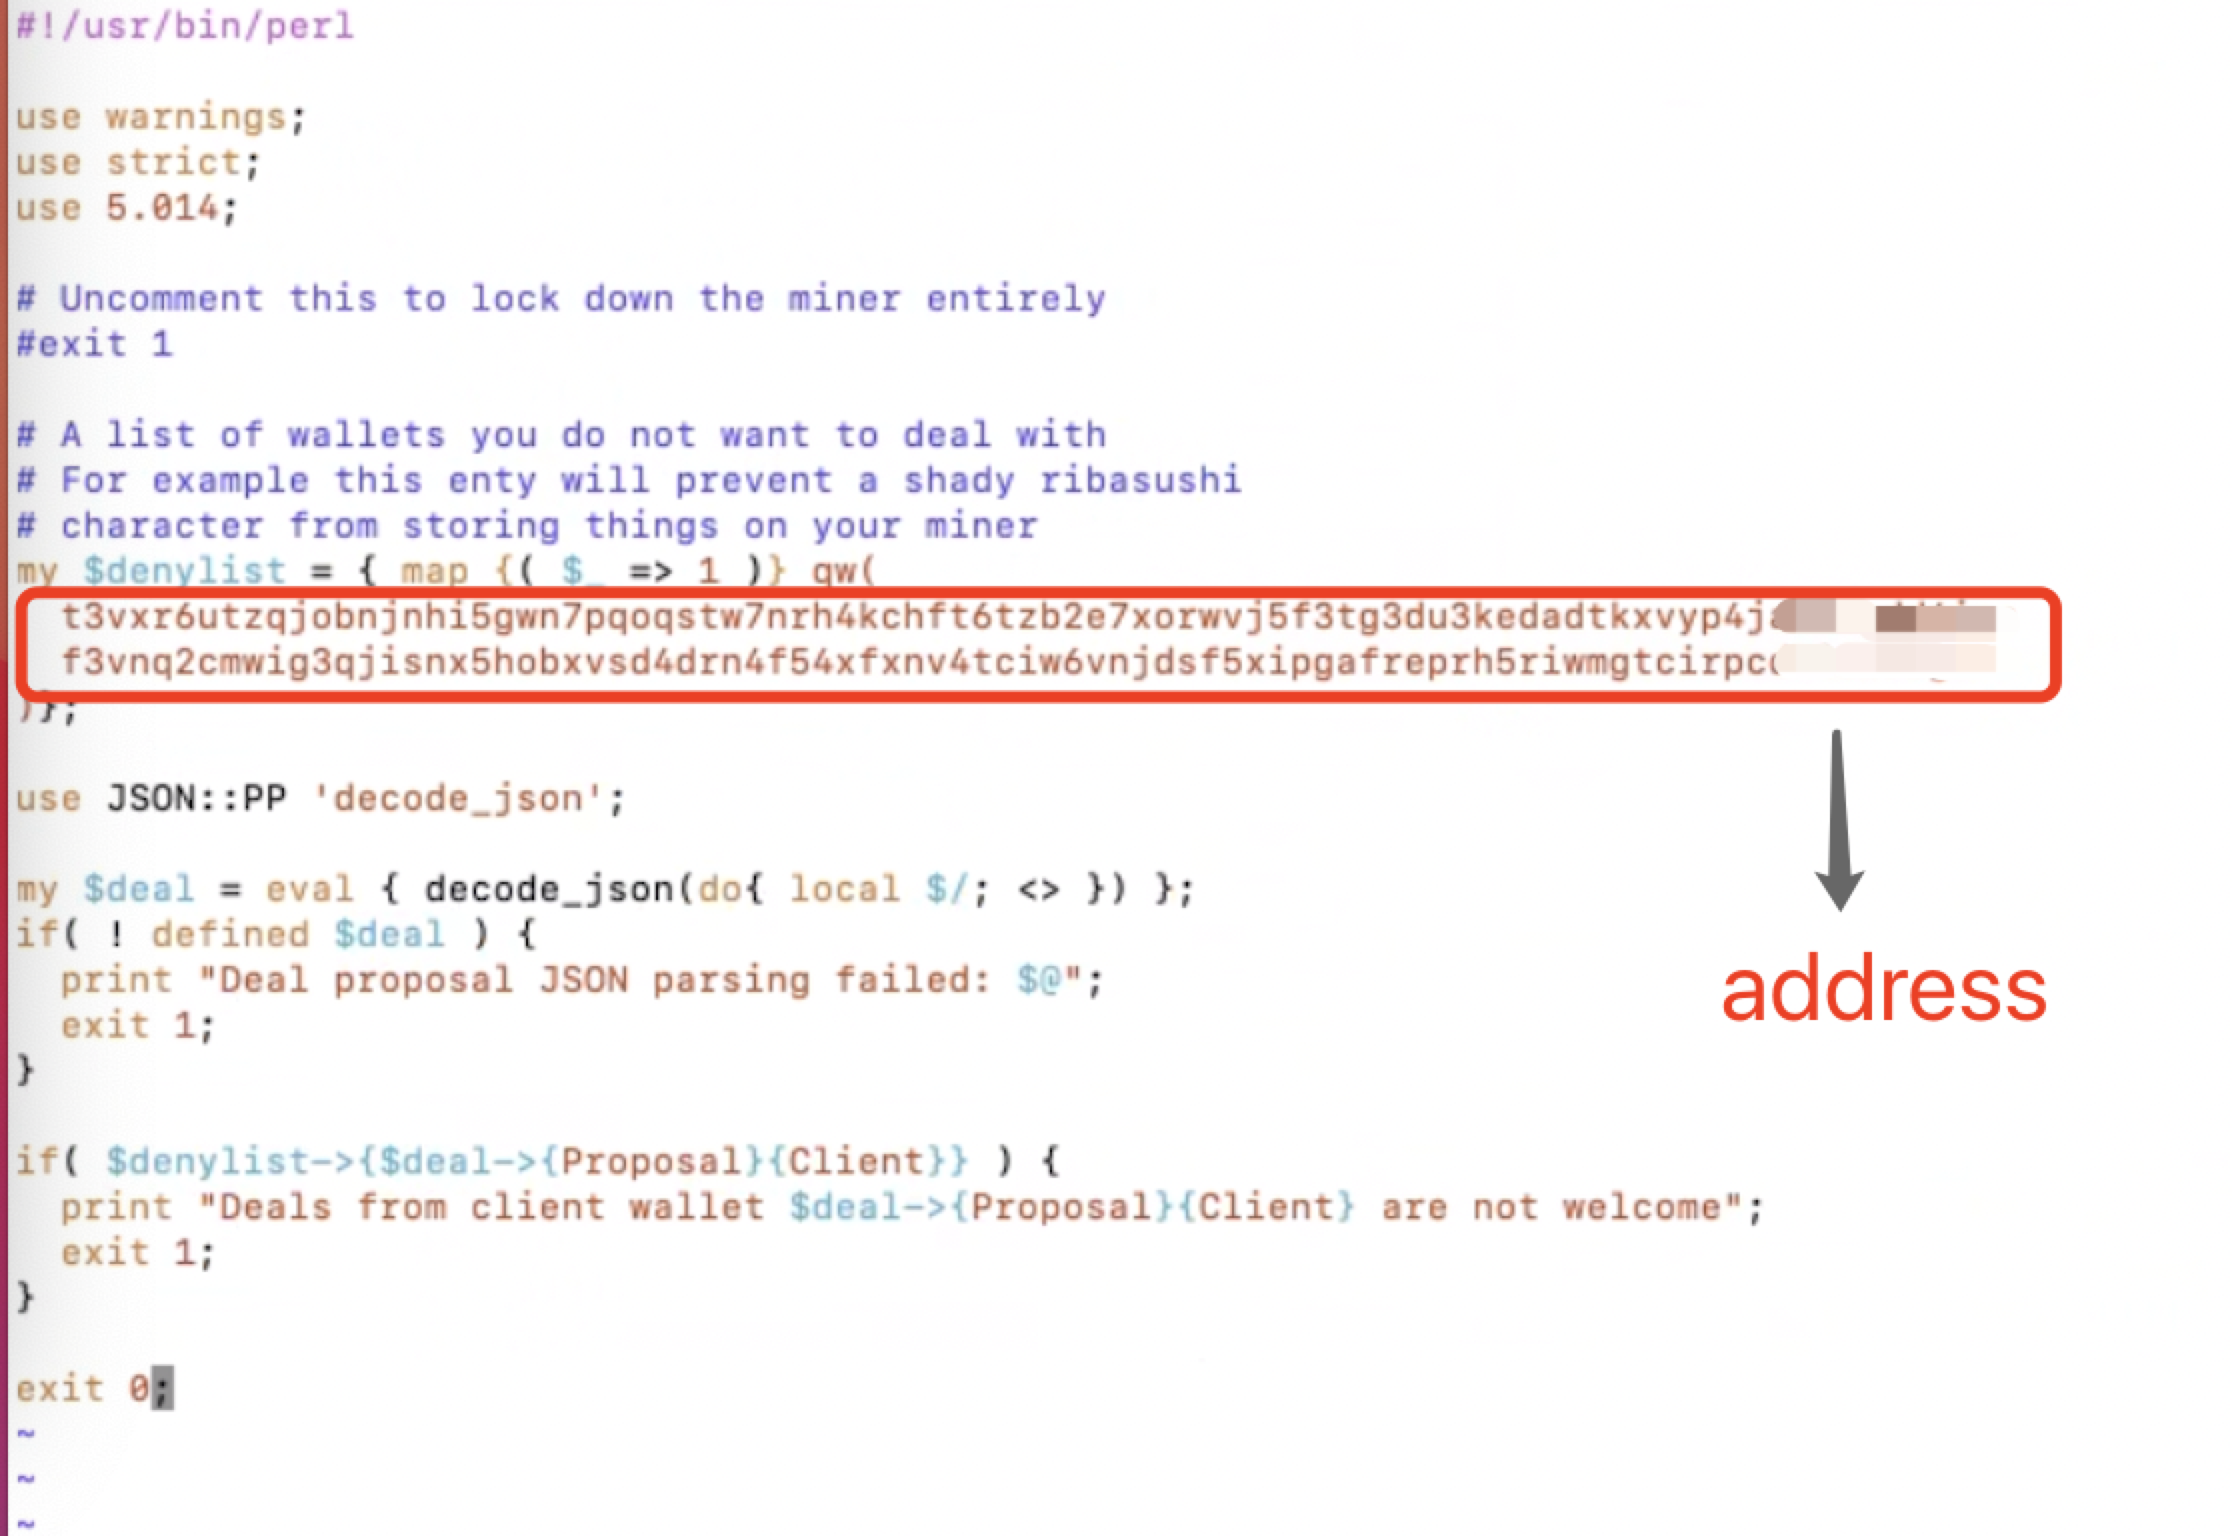 #!/usr/bin/perl
use warnings;
use strict;
use 5.014;
# Uncomment this to lock down the miner entirely
#exit 1
# A list of wallets you do not want to deal with
# For example this enty will prevent a shady ribasushi
# character from storing things on your miner
my $denylist = { map {( $_ => 1 )} qw(
t3vxr6utzqjobnjnhi5gwn7pqoqstw7nrh4kchft6tzb2e7xorwvj5f3tg3du3kedadtkxvyp4j
f3vnq2cmwig3qjisnx5hobxvsd4drn4f54xfxnv4tciw6vnjdsf5xipgafreprh5riwmgtcirpc
)};
use JSON::PP 'decode_json';
my $deal = eval { decode_json(do{ local $/; <> }) };
if( ! defined $deal ) {
print "Deal proposal JSON parsing failed: $@";
exit 1;
}
address
if( $denylist->{$deal->{Proposal}{Client}} ) {
print "Deals from client wallet $deal->{Proposal}{Client} are not welcome";
exit 1;
}
exit 0;
~
~
~